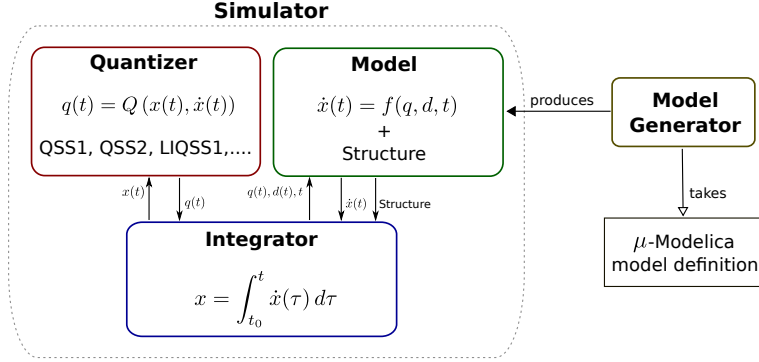 Simulator
Quantizer
q(t) = Q (x(t), ẋ(t))
QSS1, QSS2, LIQSS1,....
Model
ẋ(t) = f(q, d, t)
+
Structure
produces
Model
Generator
x(t)
q(t)
q(t), d(t), t
ẋ(t)
Structure
takes
Integrator
x = ∫_{t₀}^{t} ẋ(τ) dτ
μ-Modelica
model definition